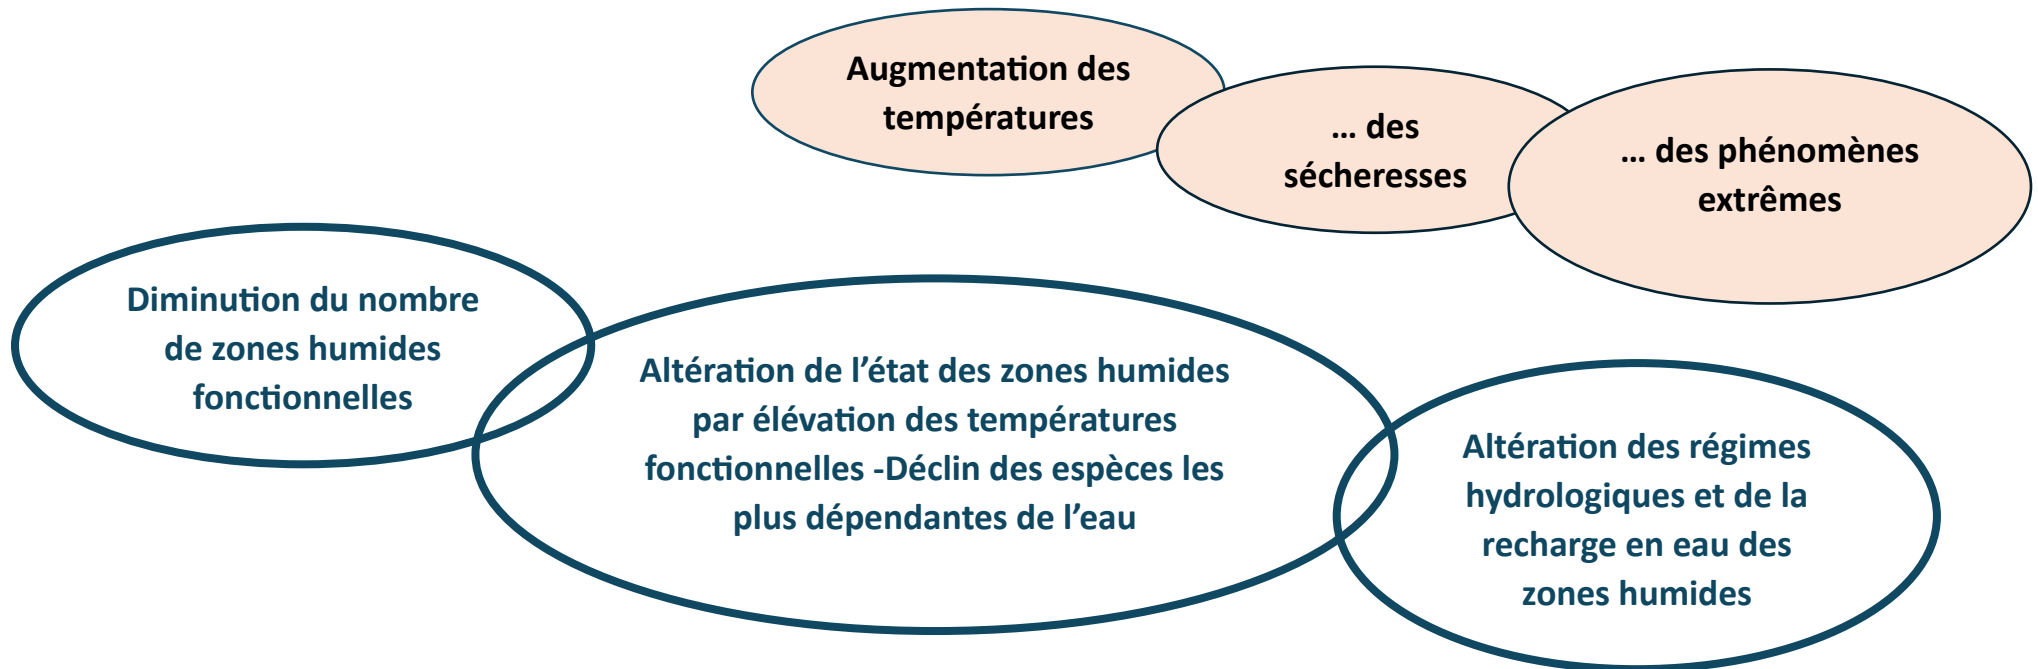 Augmentation des
températures
... des
sécheresses
... des phénomènes
extrêmes
Diminution du nombre
de zones humides
fonctionnelles
Altération de l’état des zones humides
par élévation des températures
fonctionnelles -Déclin des espèces les
plus dépendantes de l’eau
Altération des régimes
hydrologiques et de la
recharge en eau des
zones humides